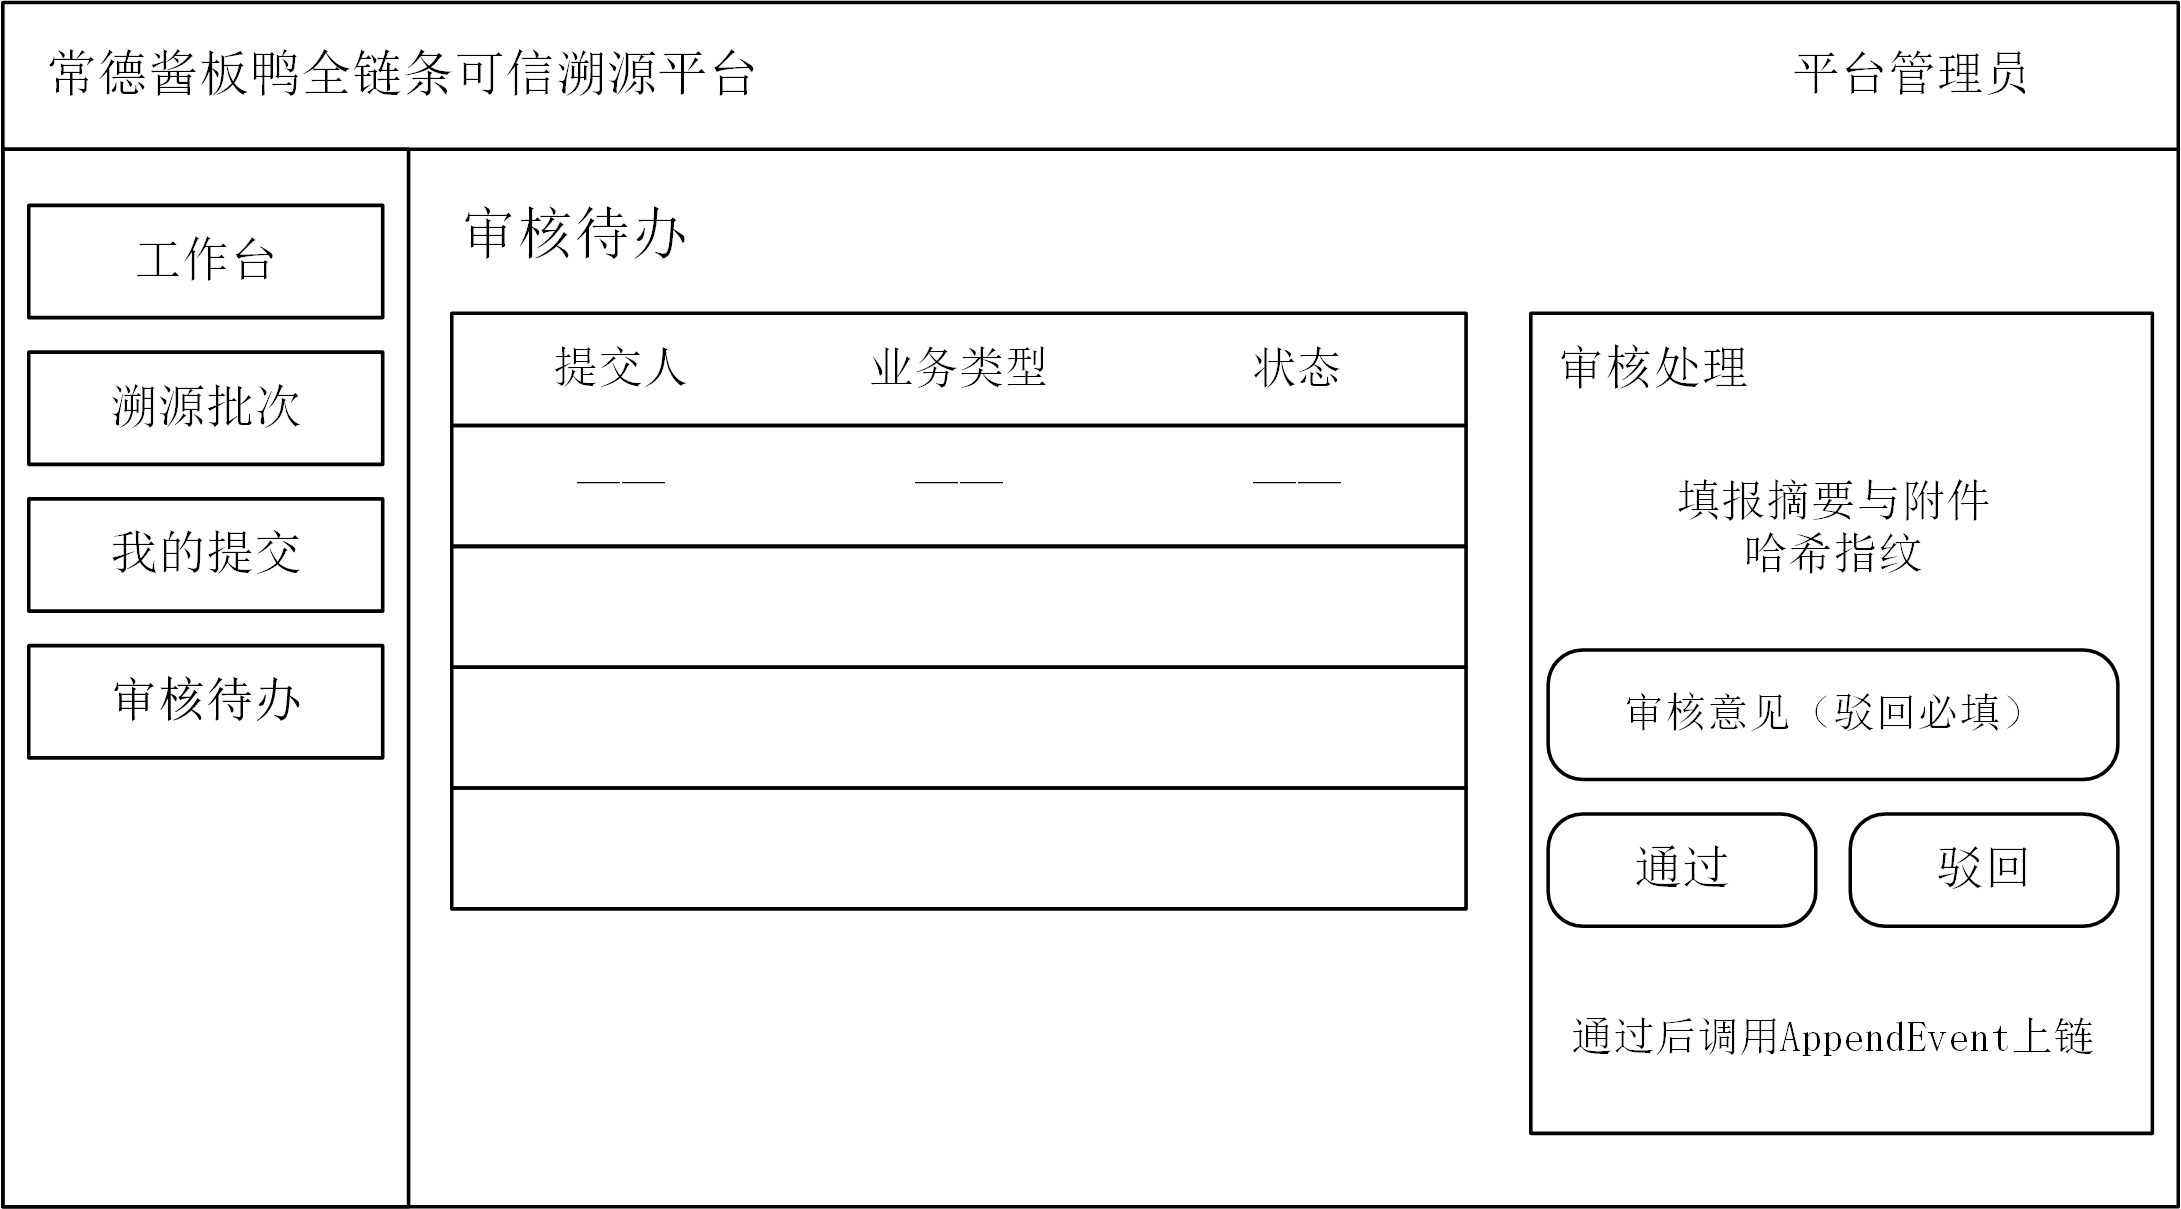 常德酱板鸭全链条可信溯源平台
平台管理员
工作台
溯源批次
我的提交
审核待办
审核待办
提交人 业务类型 状态
—— —— ——
审核处理
填报摘要与附件
哈希指纹
审核意见（驳回必填）
通过
驳回
通过后调用AppendEvent上链